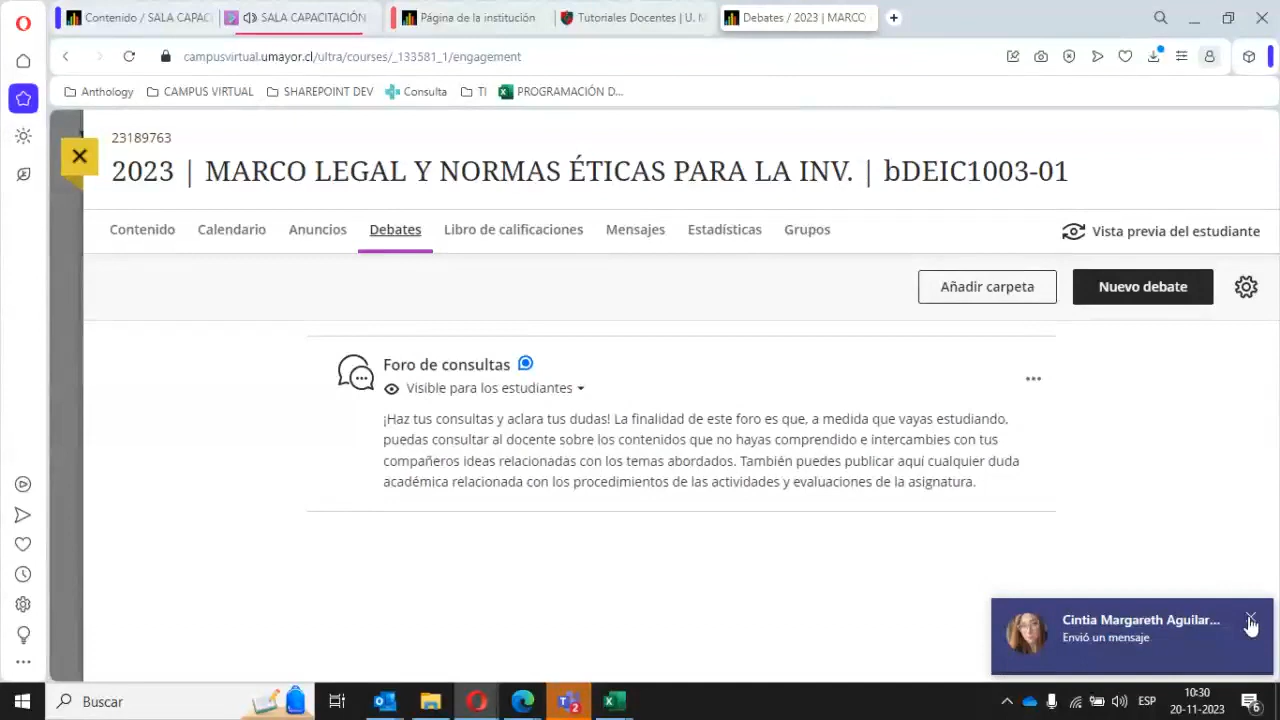 Contenido / SALA CAPAC
SALA CAPACITACIÓN
Página de la institución
Tutoriales Docentes | U. M
Debates / 2023 | MARCO
campusvirtual.umayor.cl/ultra/courses/_133581_1/engagement
Anthology
CAMPUS VIRTUAL
SHAREPOINT DEV
Consulta
TI
PROGRAMACIÓN D...
23189763
2023 | MARCO LEGAL Y NORMAS ÉTICAS PARA LA INV. | bDEIC1003-01
Contenido
Calendario
Anuncios
Debates
Libro de calificaciones
Mensajes
Estadísticas
Grupos
Vista previa del estudiante
Añadir carpeta
Nuevo debate
Foro de consultas
Visible para los estudiantes
¡Haz tus consultas y aclara tus dudas! La finalidad de este foro es que, a medida que vayas estudiando,
puedas consultar al docente sobre los contenidos que no hayas comprendido e intercambies con tus
compañeros ideas relacionadas con los temas abordados. También puedes publicar aquí cualquier duda
académica relacionada con los procedimientos de las actividades y evaluaciones de la asignatura.
Cintia Margareth Aguilar...
Envió un mensaje
Buscar
2
ESP
10:30
20-11-2023
6